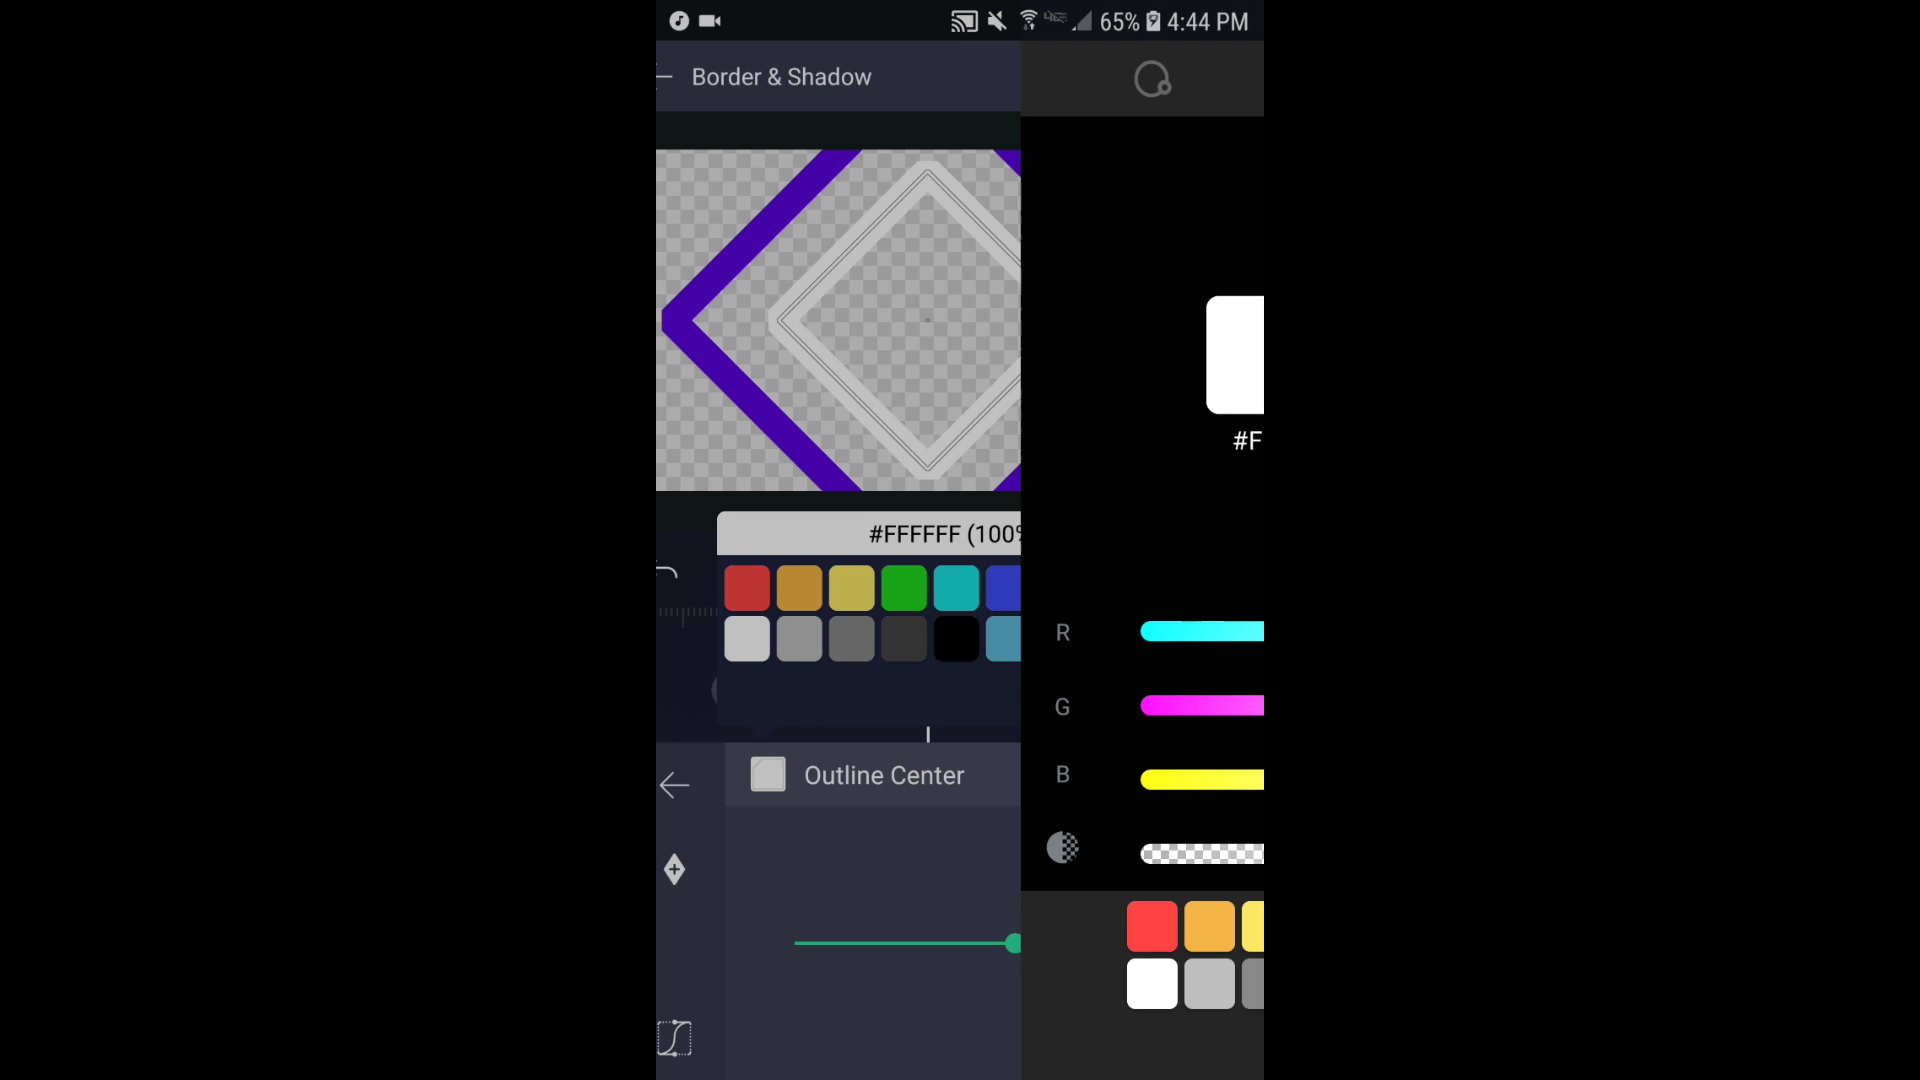 65% 4:44 PM
Border & Shadow
#F
#FFFFFF (100%
R
G
B
Outline Center